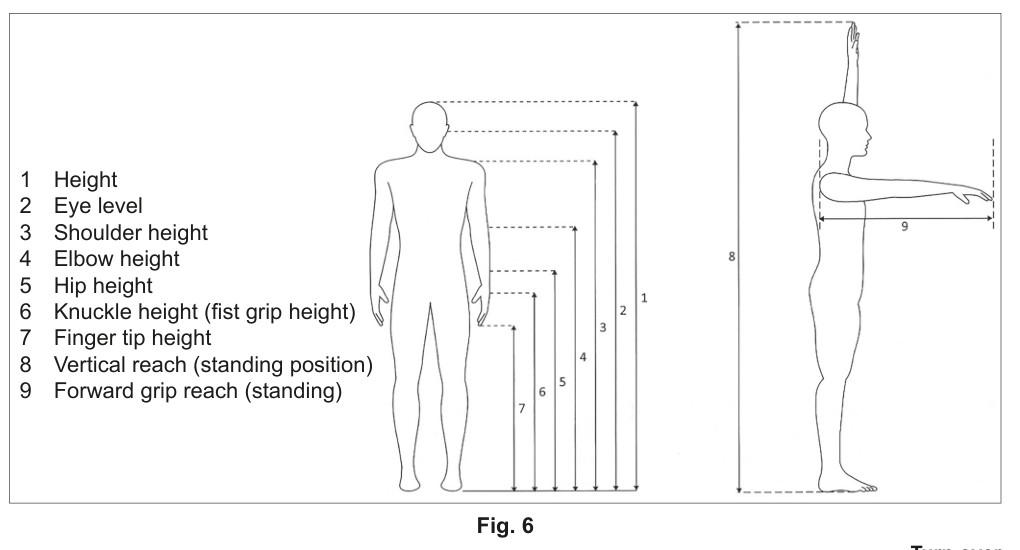 1 Height
2 Eye level
3 Shoulder height
4 Elbow height
5 Hip height
6 Knuckle height (fist grip height)
7 Finger tip height
8 Vertical reach (standing position)
9 Forward grip reach (standing)
1
2
3
4
5
6
7
8
9
Fig. 6